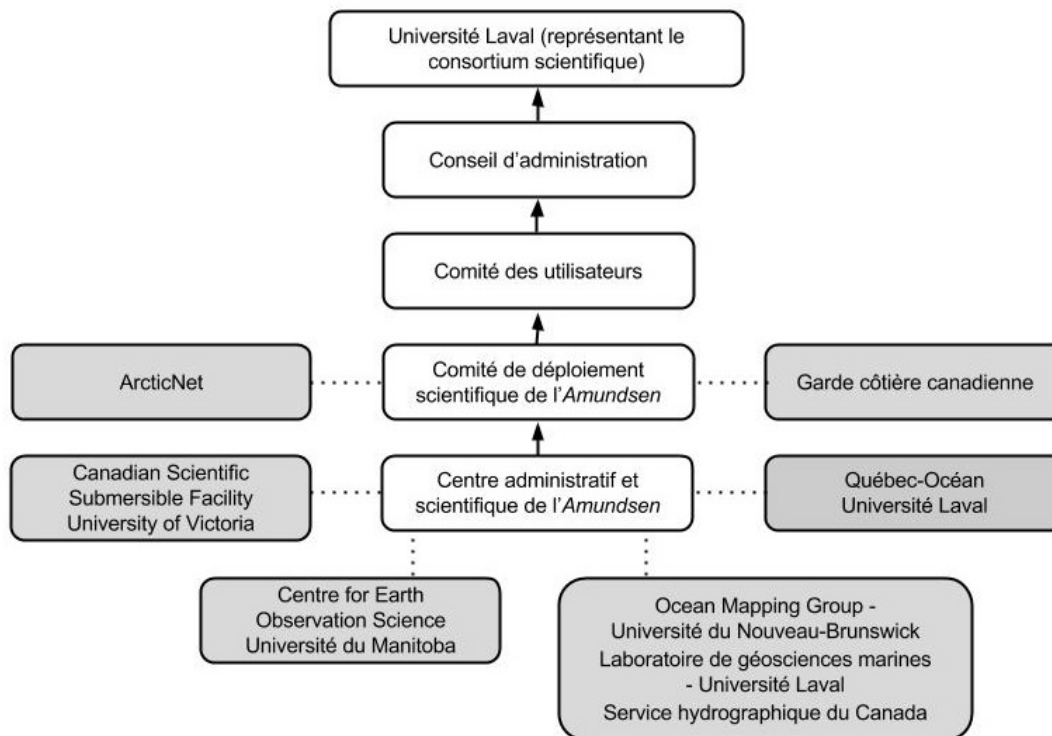 Université Laval (représentant le
consortium scientifique)
Conseil d'administration
Comité des utilisateurs
ArcticNet
Comité de déploiement
scientifique de l'Amundsen
Garde côtière canadienne
Canadian Scientific
Submersible Facility
University of Victoria
Centre administratif et
scientifique de l'Amundsen
Québec-Océan
Université Laval
Centre for Earth
Observation Science
Université du Manitoba
Ocean Mapping Group -
Université du Nouveau-Brunswick
Laboratoire de géosciences marines
- Université Laval
Service hydrographique du Canada